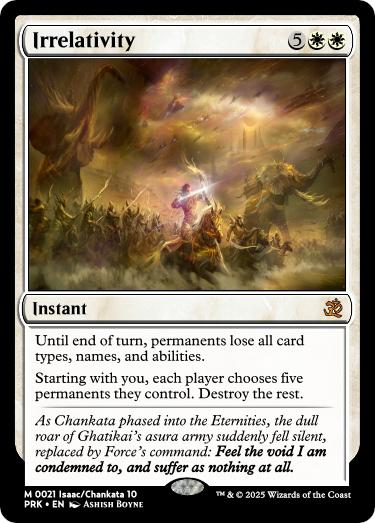 Irrelativity 5
Instant
Until end of turn, permanents lose all card
types, names, and abilities.
Starting with you, each player chooses five
permanents they control. Destroy the rest.
As Chankata phased into the Eternities, the dull
roar of Ghatikai's asura army suddenly fell silent,
replaced by Force's command: Feel the void I am
condemned to, and suffer as nothing at all.
M 0021 Isaac/Chankata 10
PRK • EN Ashish Boyne
™ & © 2025 Wizards of the Coast